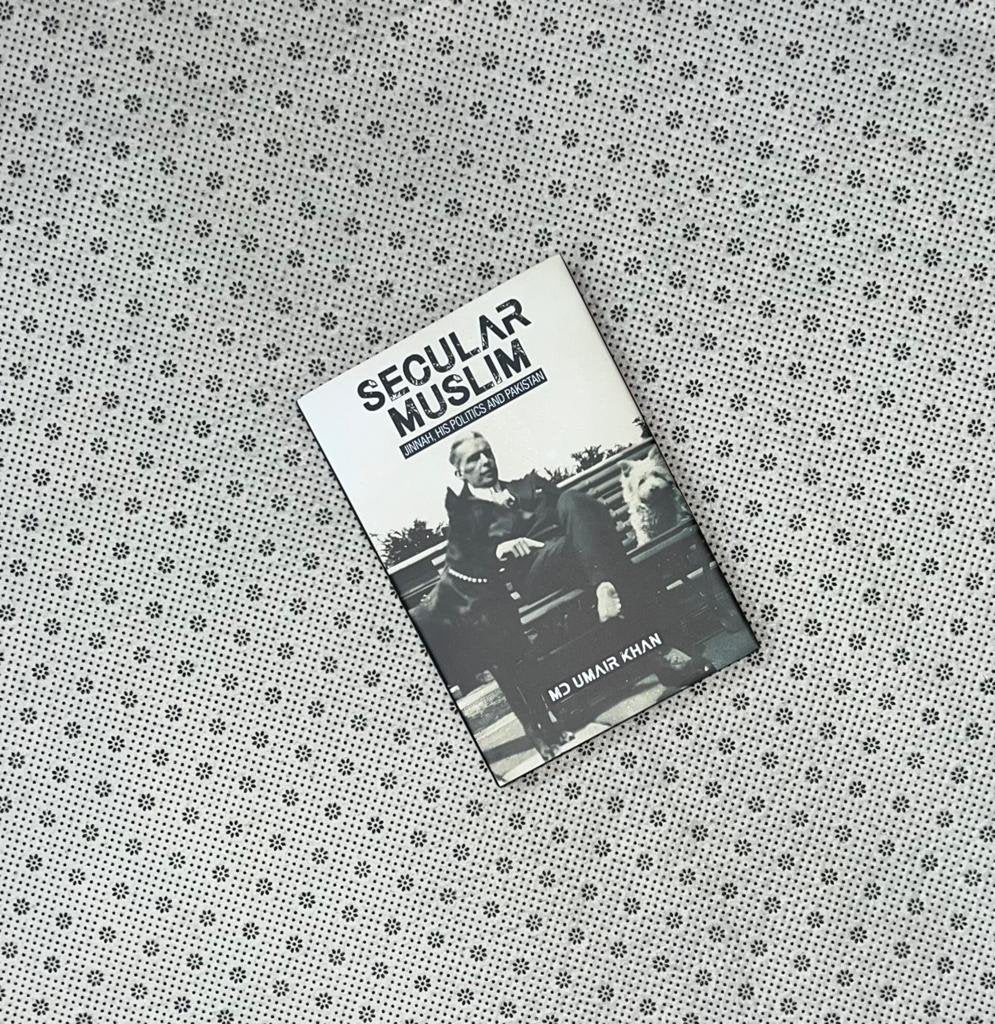 SECULAR
MUSLIM
JINNAH, HIS POLITICS AND PAKISTAN
MD UMAIR KHAN